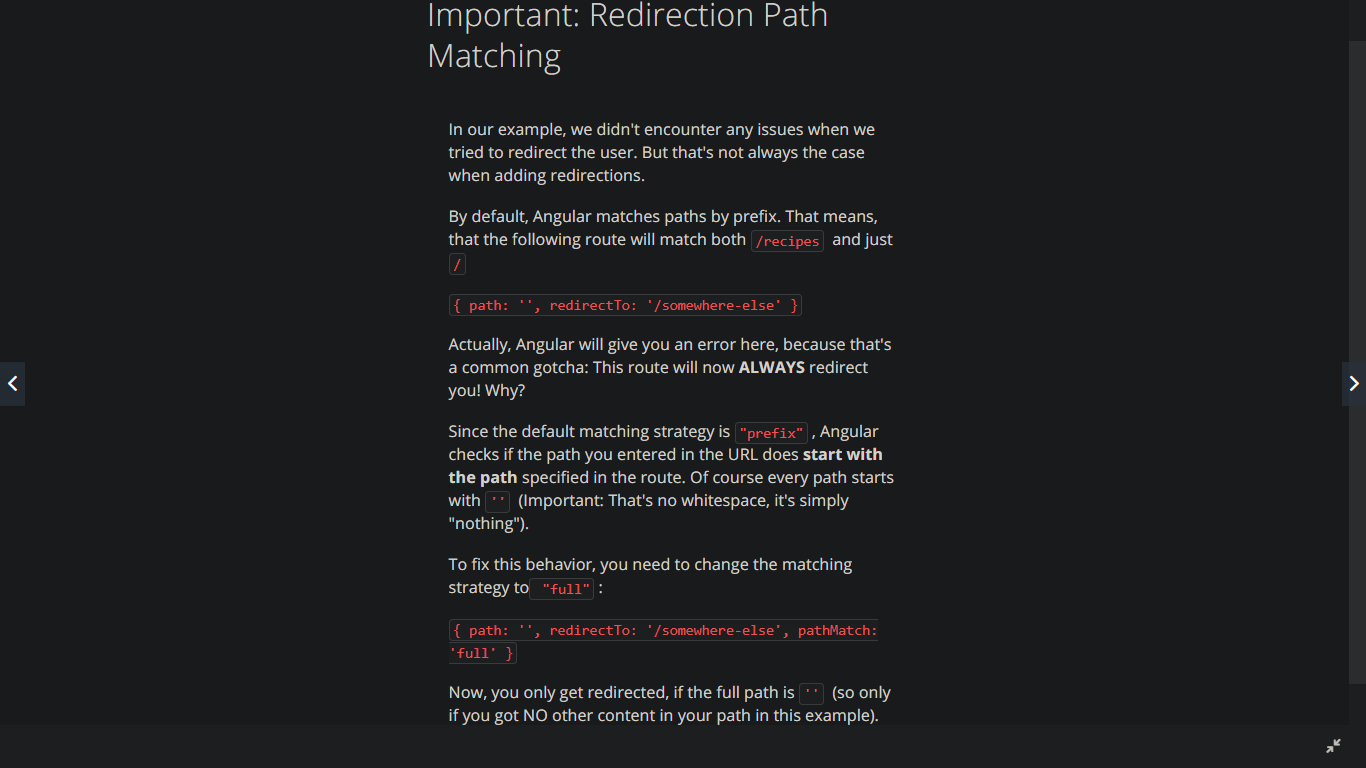 Important: Redirection Path
Matching
In our example, we didn't encounter any issues when we
tried to redirect the user. But that's not always the case
when adding redirections.
By default, Angular matches paths by prefix. That means,
that the following route will match both /recipes and just
/
{ path: '', redirectTo: '/somewhere-else' }
Actually, Angular will give you an error here, because that's
a common gotcha: This route will now ALWAYS redirect
you! Why?
Since the default matching strategy is "prefix" , Angular
checks if the path you entered in the URL does start with
the path specified in the route. Of course every path starts
with '' (Important: That's no whitespace, it's simply
"nothing").
To fix this behavior, you need to change the matching
strategy to "full" :
{ path: '', redirectTo: '/somewhere-else', pathMatch:
'full' }
Now, you only get redirected, if the full path is '' (so only
if you got NO other content in your path in this example).